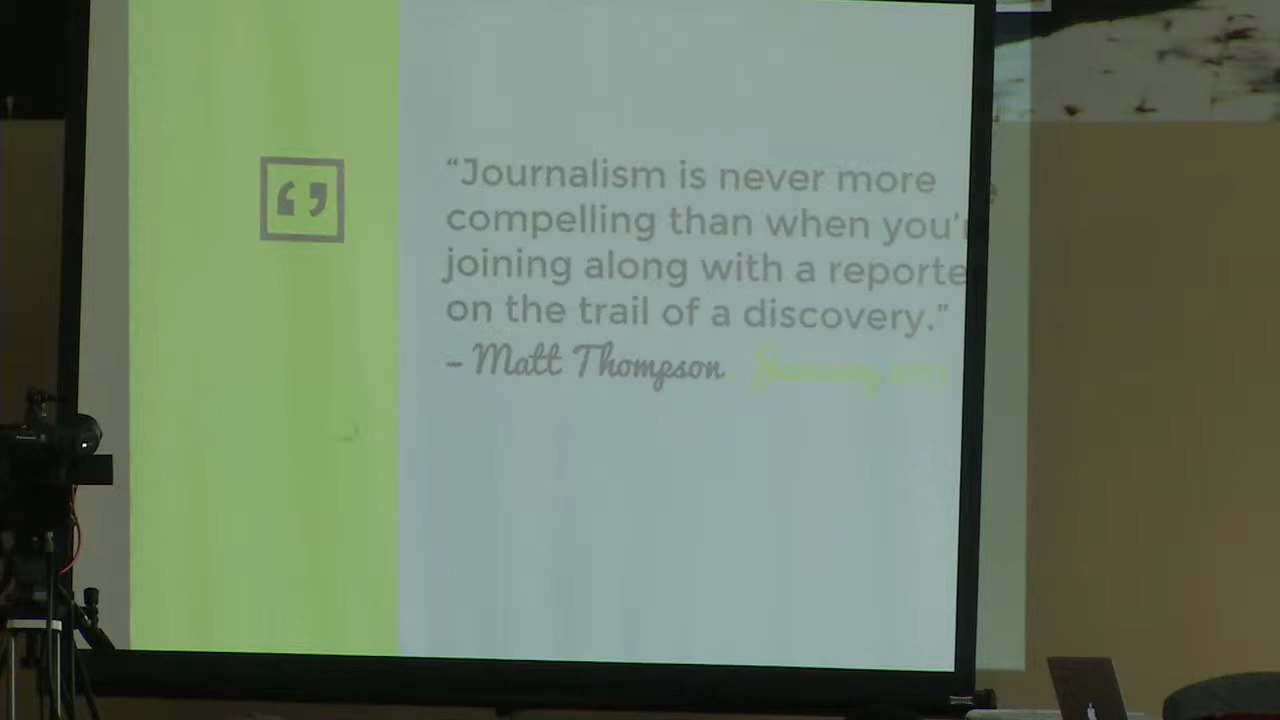 “Journalism is never more
compelling than when you'r
joining along with a reporte
on the trail of a discovery.”
– Matt Thompson, January